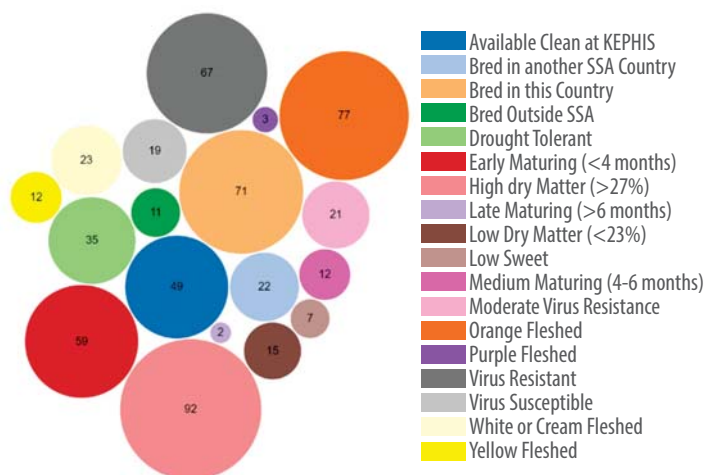 67
77
3
19
23
12
71
11
21
35
49
22
12
7
2
59
15
92
Available Clean at KEPHIS
Bred in another SSA Country
Bred in this Country
Bred Outside SSA
Drought Tolerant
Early Maturing (<4 months)
High dry Matter (>27%)
Late Maturing (>6 months)
Low Dry Matter (<23%)
Low Sweet
Medium Maturing (4-6 months)
Moderate Virus Resistance
Orange Fleshed
Purple Fleshed
Virus Resistant
Virus Susceptible
White or Cream Fleshed
Yellow Fleshed